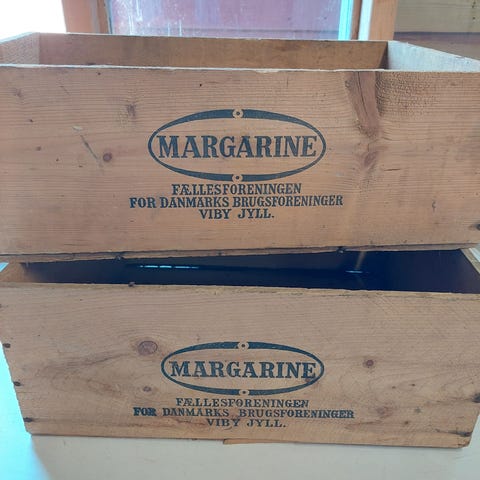 MARGARINE
FÆLLESFORENINGEN
FOR DANMARKS BRUGSFORENINGER
VIBY JYLL.
MARGARINE
FÆLLESFORENINGEN
FOR DANMARKS BRUGSFORENINGER
VIBY JYLL.